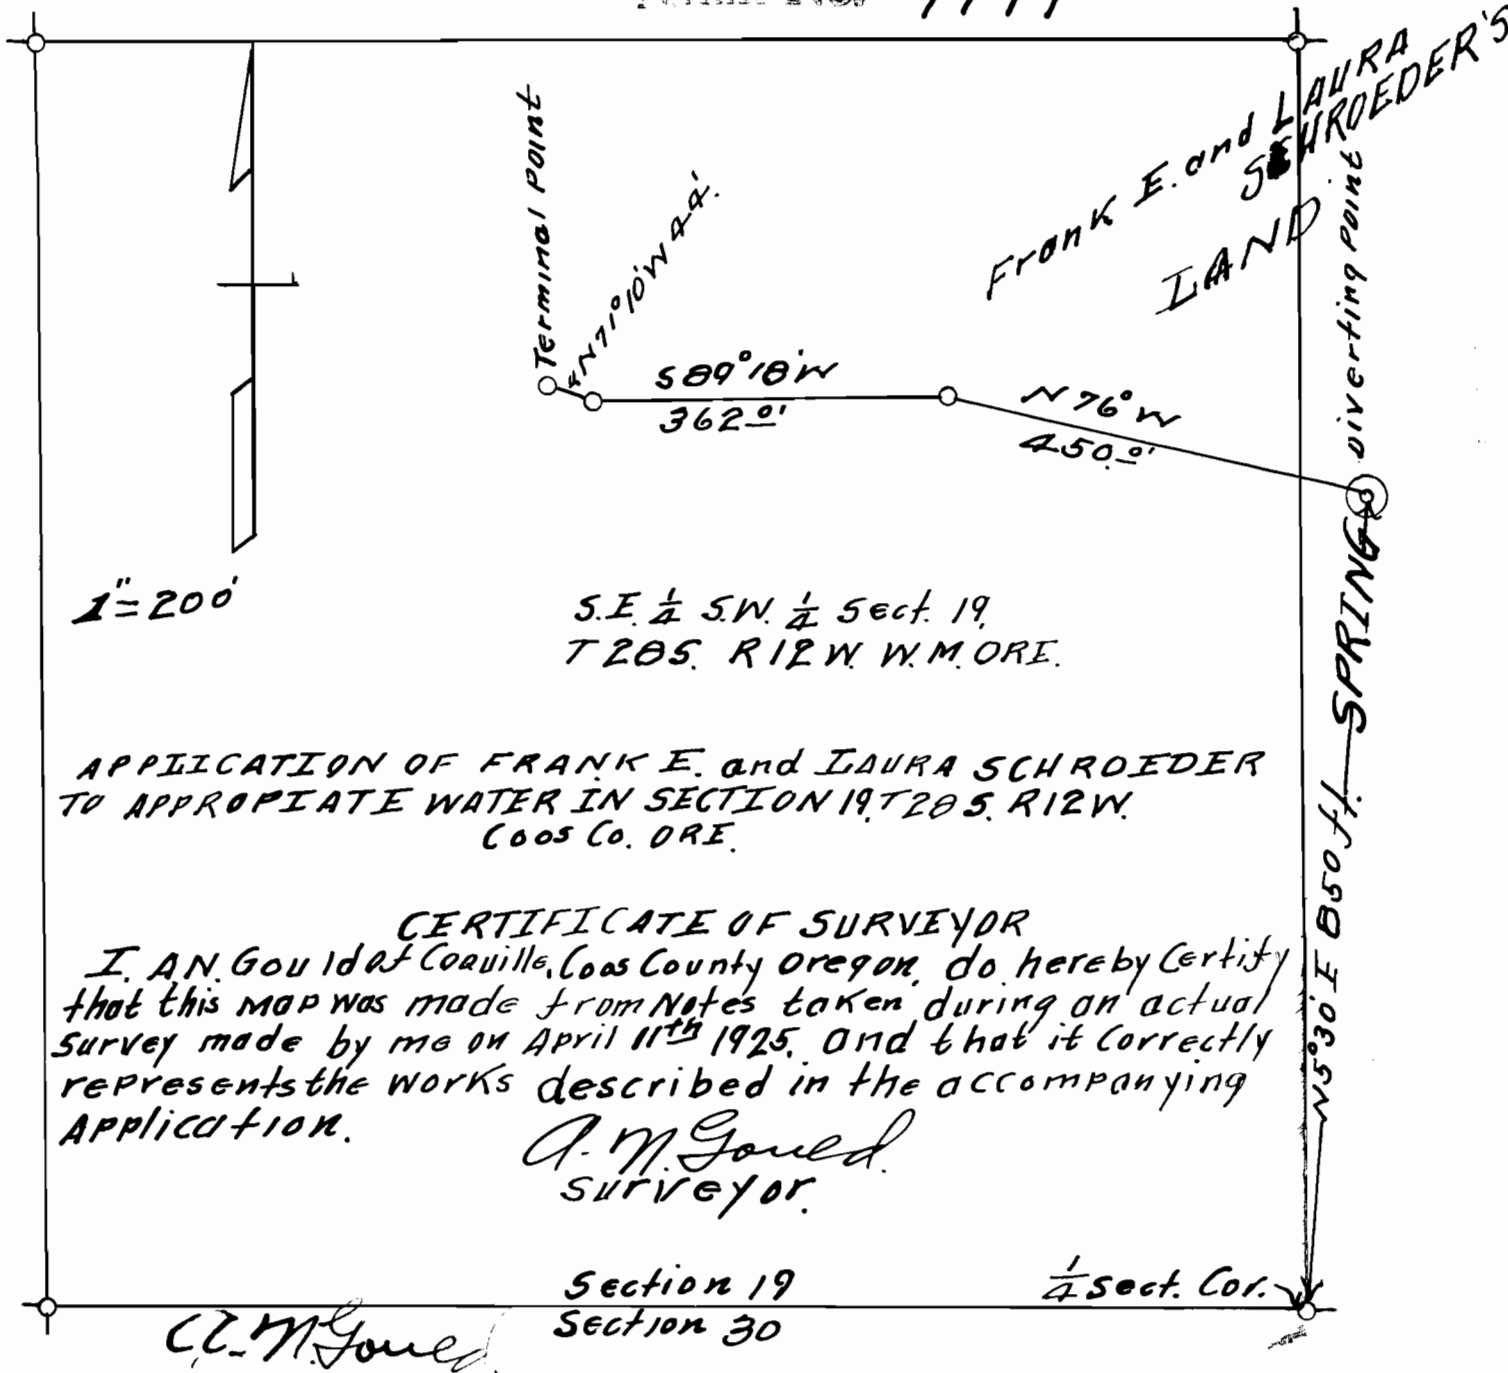 Frank E. and LAURA
SCHROEDER'S
LAND
Terminal Point
N71°10'W 44'.
S89°18'W
362.0'
N76°W
450.0'
Diverting Point
SPRING
N5°30'E 850 ft.
1"=200'
S.E. 1/4 S.W. 1/4 Sect. 19.
T28S. R12W. W.M. ORE.
APPLICATION OF FRANK E. and LAURA SCHROEDER
TO APPROPIATE WATER IN SECTION 19, T28S. R12W.
Coos Co. ORE.
CERTIFICATE OF SURVEYOR
I. A.N. Gould of Coquille, Coos County Oregon, do hereby Certify
that this map was made from Notes taken during an actual
survey made by me on April 11th 1925. and that it correctly
represents the works described in the accompanying
Application.
A. N. Gould.
Surveyor.
Section 19
1/4 Sect. Cor.
Section 30
A. N. Gould